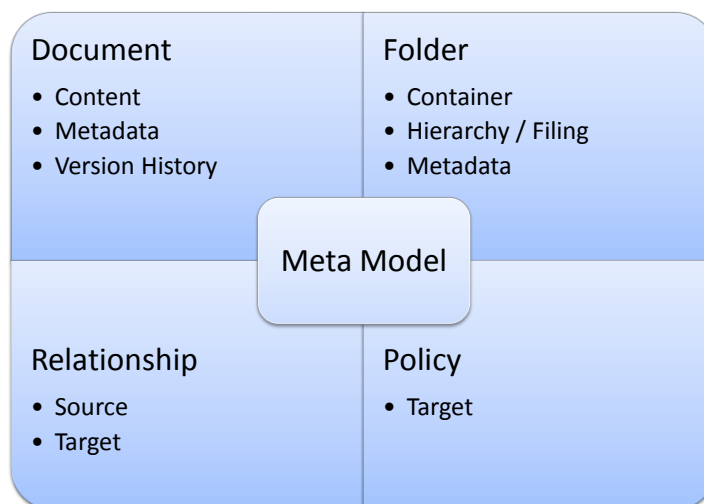 Document
• Content
• Metadata
• Version History
Folder
• Container
• Hierarchy / Filing
• Metadata
Meta Model
Relationship
• Source
• Target
Policy
• Target